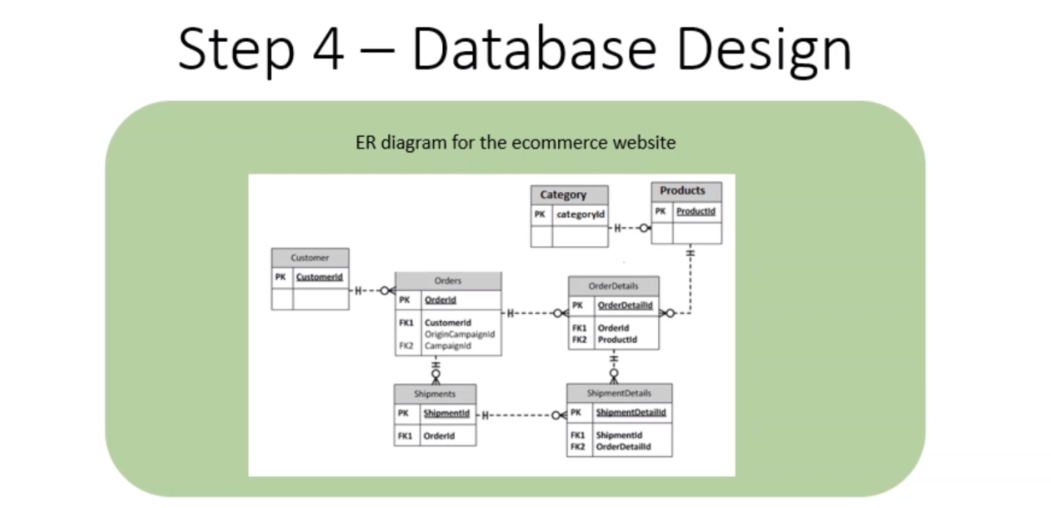 Step 4 – Database Design
ER diagram for the ecommerce website
Category
PK categoryId
Products
PK ProductId
Customer
PK CustomerId
Orders
PK OrderId
FK1 CustomerId
OriginCampaignId
FK2 CampaignId
OrderDetails
PK OrderDetailId
FK1 OrderId
FK2 ProductId
Shipments
PK ShipmentId
FK1 OrderId
ShipmentDetails
PK ShipmentDetailId
FK1 ShipmentId
FK2 OrderDetailId